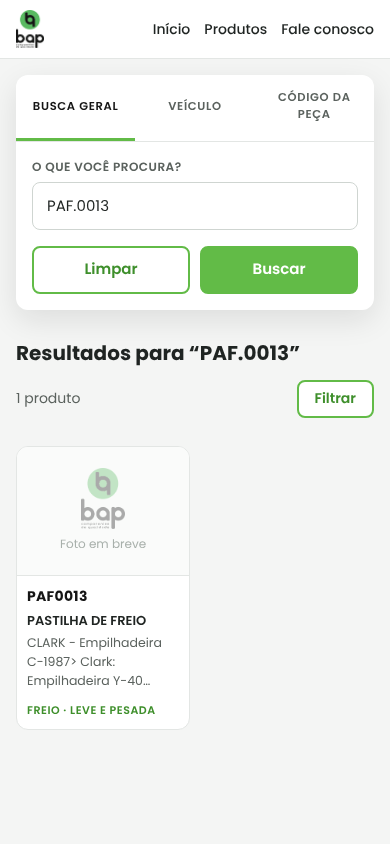 bap
Início Produtos Fale conosco
BUSCA GERAL
VEÍCULO
CÓDIGO DA
PEÇA
O QUE VOCÊ PROCURA?
PAF.0013
Limpar
Buscar
Resultados para “PAF.0013”
1 produto
Filtrar
bap
Foto em breve
PAF0013
PASTILHA DE FREIO
CLARK - Empilhadeira
C-1987> Clark:
Empilhadeira Y-40...
FREIO · LEVE E PESADA